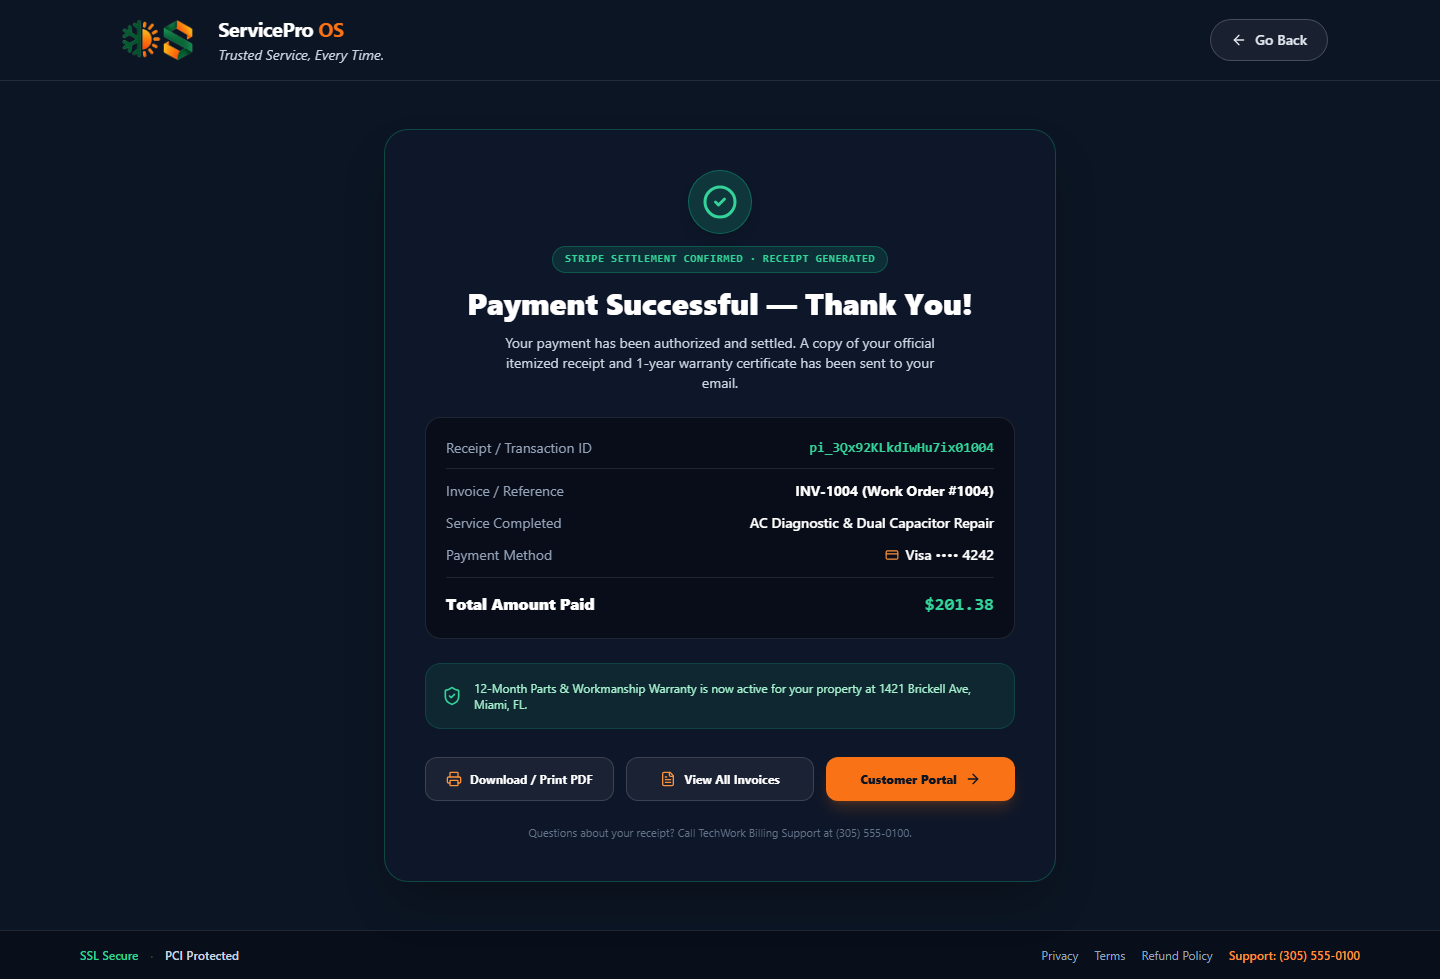 ServicePro OS
Trusted Service, Every Time.
Go Back
STRIPE SETTLEMENT CONFIRMED · RECEIPT GENERATED
Payment Successful — Thank You!
Your payment has been authorized and settled. A copy of your official
itemized receipt and 1-year warranty certificate has been sent to your
email.
Receipt / Transaction ID pi_3Qx92KLkdIwHu7ix01004
Invoice / Reference INV-1004 (Work Order #1004)
Service Completed AC Diagnostic & Dual Capacitor Repair
Payment Method Visa •••• 4242
Total Amount Paid $201.38
12-Month Parts & Workmanship Warranty is now active for your property at 1421 Brickell Ave,
Miami, FL.
Download / Print PDF
View All Invoices
Customer Portal
Questions about your receipt? Call TechWork Billing Support at (305) 555-0100.
SSL Secure · PCI Protected
Privacy Terms Refund Policy Support: (305) 555-0100